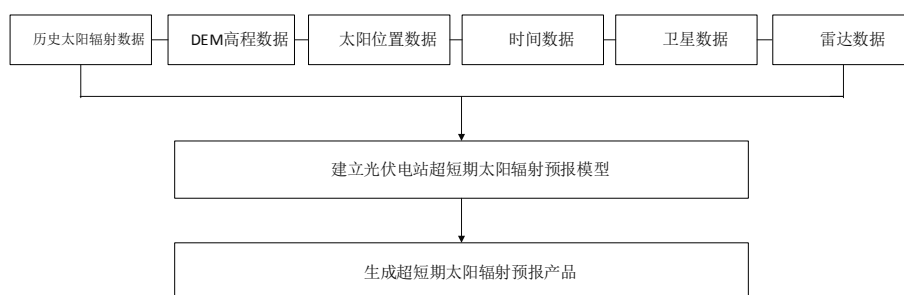 历史太阳辐射数据
DEM高程数据
太阳位置数据
时间数据
卫星数据
雷达数据
建立光伏电站超短期太阳辐射预报模型
生成超短期太阳辐射预报产品